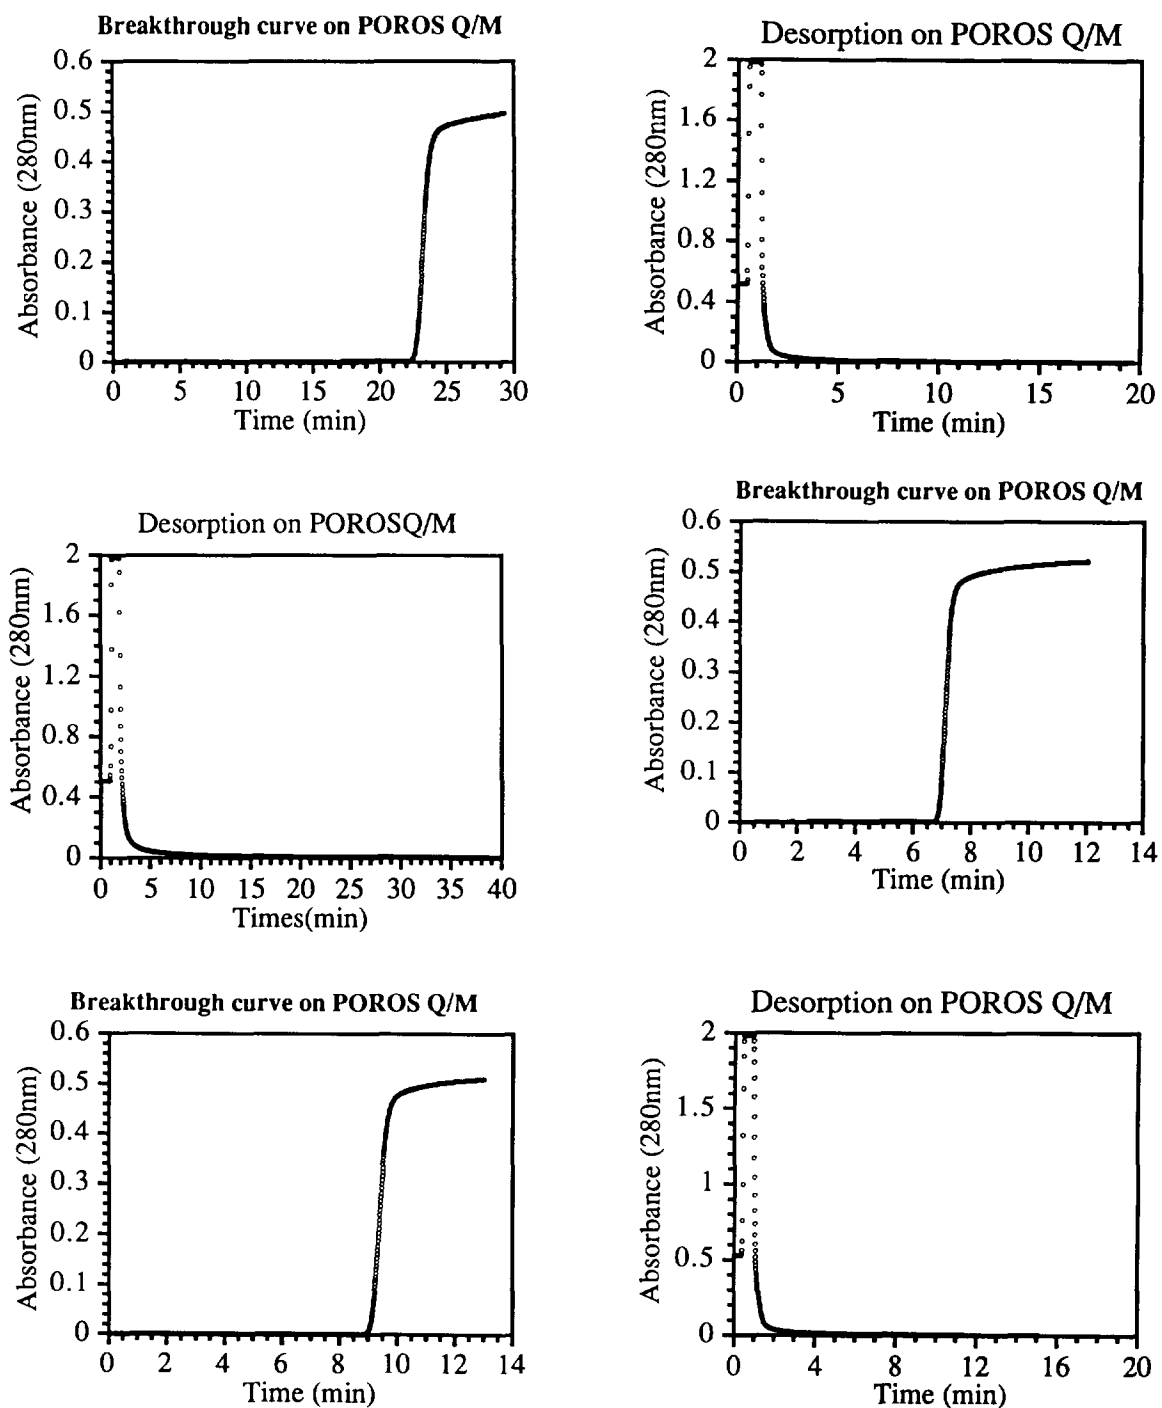 Breakthrough curve on POROS Q/M
0.6
0.5
0.4
0.3
0.2
0.1
0
Absorbance (280nm)
0 5 10 15 20 25 30
Time (min)
Desorption on POROS Q/M
2
1.6
1.2
0.8
0.4
0
Absorbance (280nm)
0 5 10 15 20
Time (min)
Desorption on POROSQ/M
2
1.6
1.2
0.8
0.4
0
Absorbance (280nm)
0 5 10 15 20 25 30 35 40
Times(min)
Breakthrough curve on POROS Q/M
0.6
0.5
0.4
0.3
0.2
0.1
0
Absorbance (280nm)
0 2 4 6 8 10 12 14
Time (min)
Breakthrough curve on POROS Q/M
0.6
0.5
0.4
0.3
0.2
0.1
0
Absorbance (280nm)
0 2 4 6 8 10 12 14
Time (min)
Desorption on POROS Q/M
2
1.5
1
0.5
0
Absorbance (280nm)
0 4 8 12 16 20
Time (min)